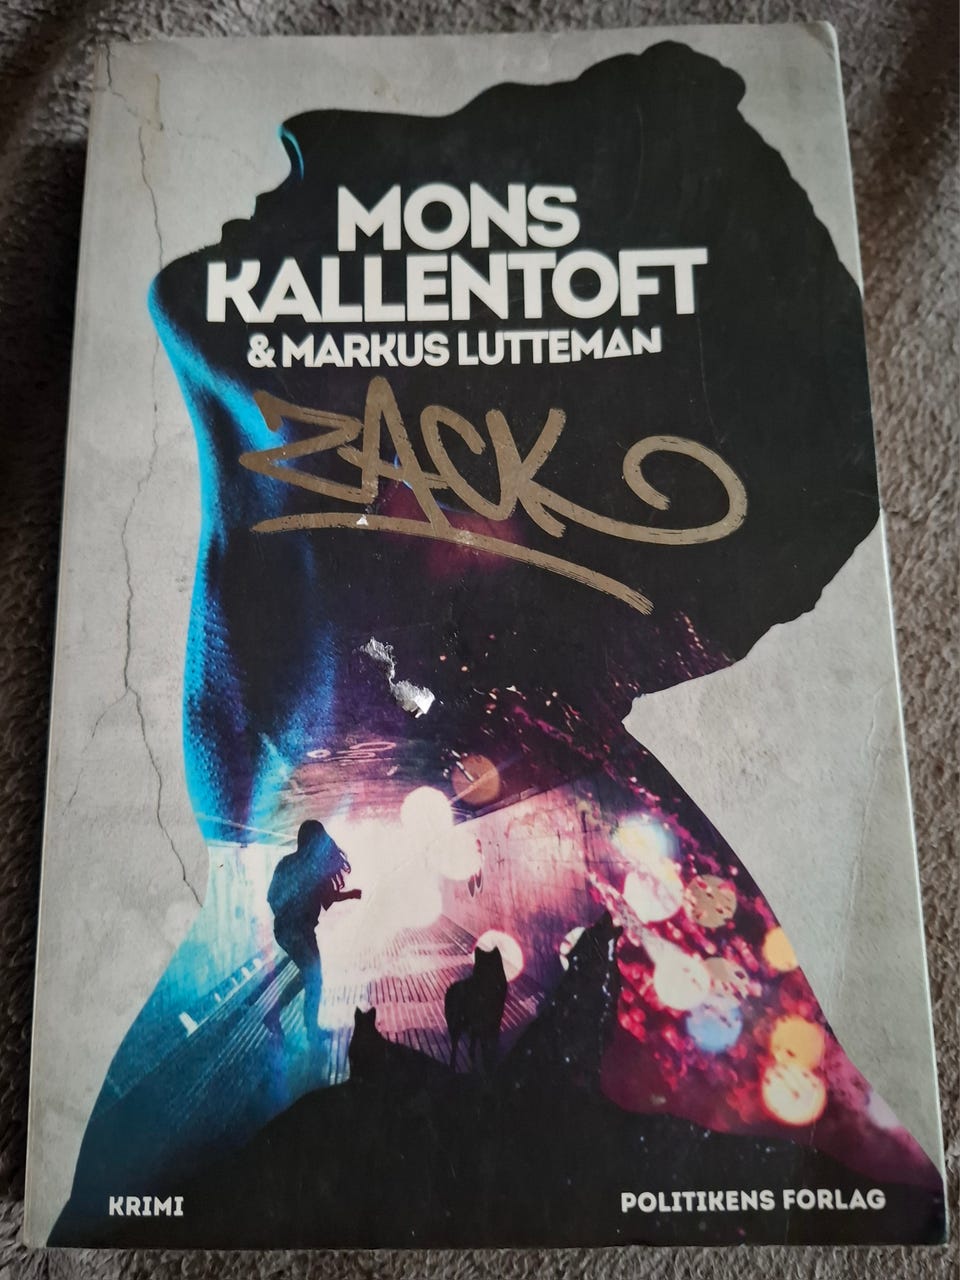 MONS
KALLENTOFT
& MARKUS LUTTEMAN
ZACK
KRIMI
POLITIKENS FORLAG